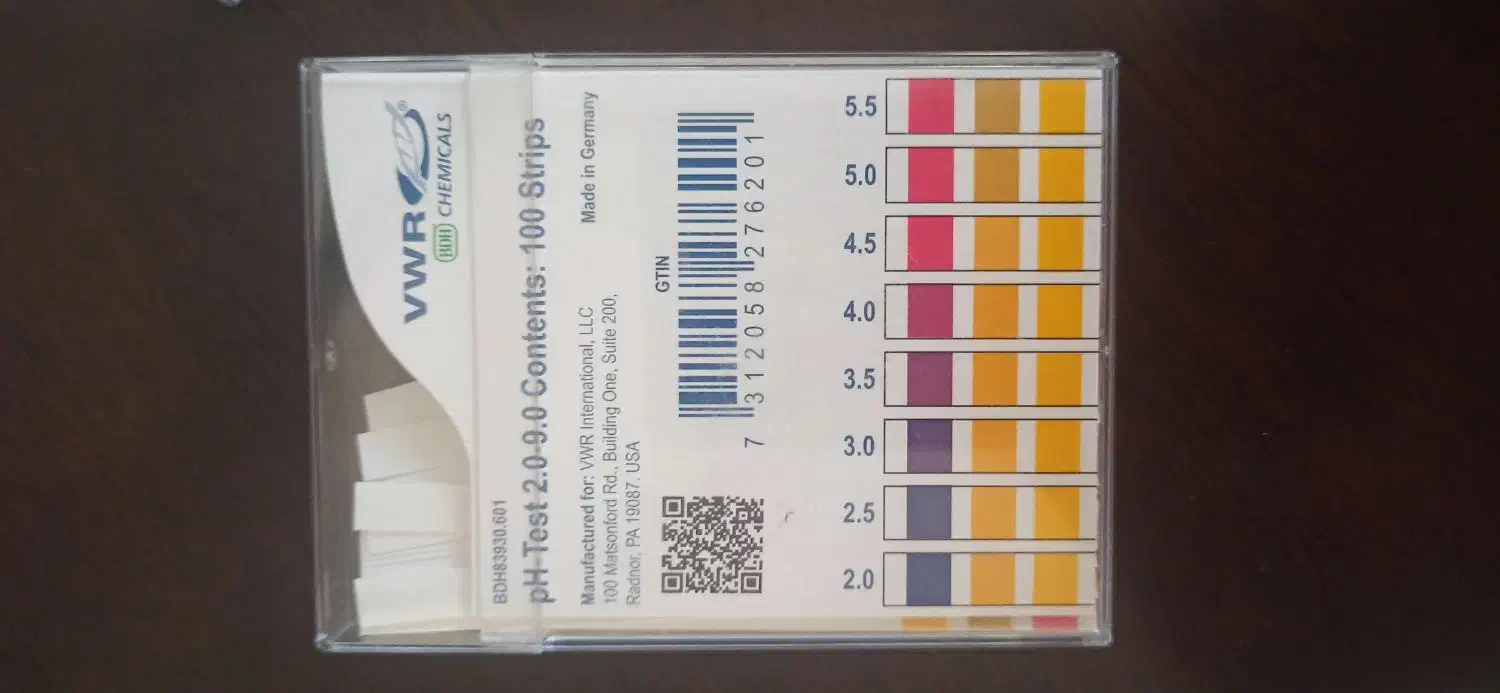 VWR®
BDH CHEMICALS
BDH83930.601
pH-Test 2.0-9.0 Contents: 100 Strips
Manufactured for: VWR International, LLC Made in Germany
100 Matsonford Rd., Building One, Suite 200,
Radnor, PA 19087. USA
GTIN
7 312058 276201
5.5
5.0
4.5
4.0
3.5
3.0
2.5
2.0